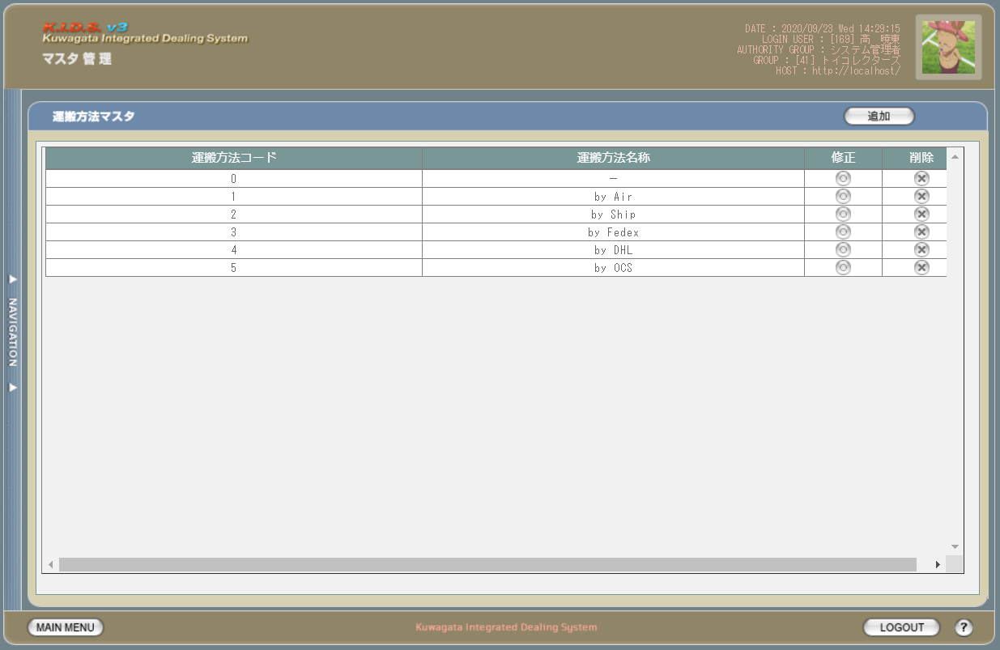 K.I.D.S. v3
Kuwagata Integrated Dealing System
マスタ管理
DATE : 2020/09/23 Wed 14:29:15
LOGIN USER : [169] 高 暁東
AUTHORITY GROUP : システム管理者
GROUP : [41] トイコレクターズ
HOST : http://localhost/
運搬方法マスタ
追加
運搬方法コード 運搬方法名称 修正 削除
0 －
1 by Air
2 by Ship
3 by Fedex
4 by DHL
5 by OCS
NAVIGATION
MAIN MENU
Kuwagata Integrated Dealing System
LOGOUT
?